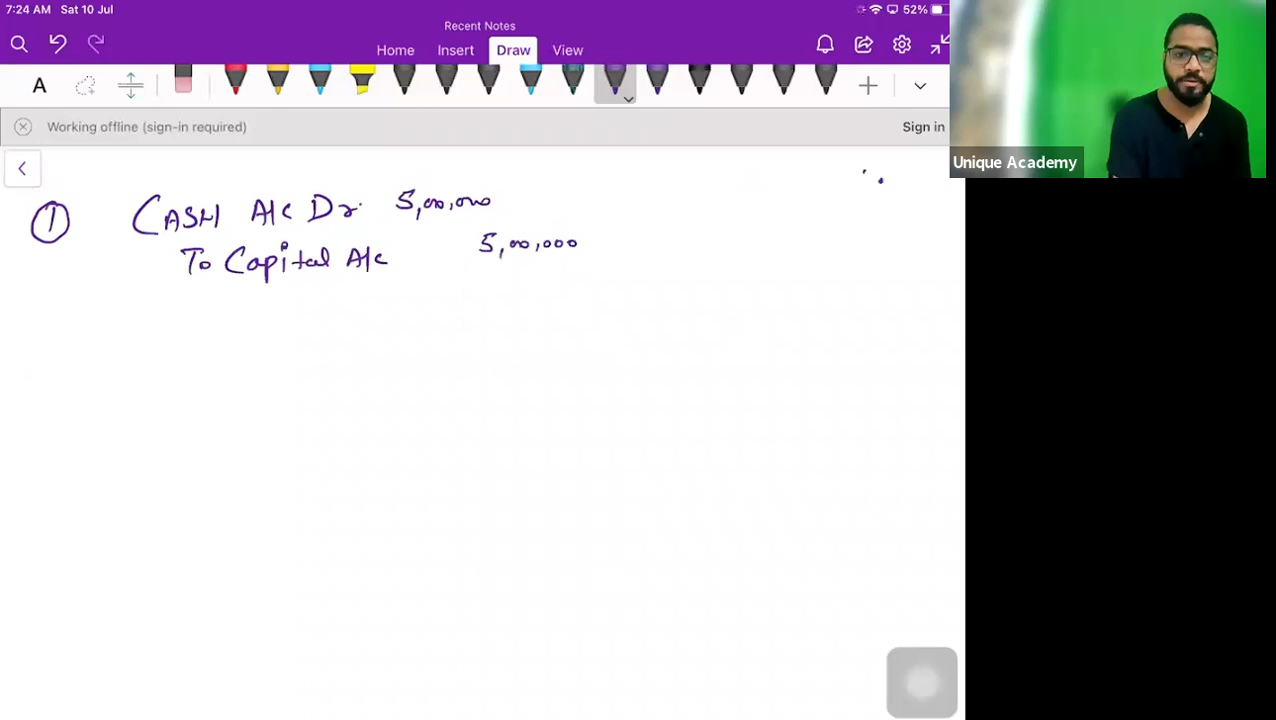 7:24 AM Sat 10 Jul
52%
Recent Notes
Home Insert Draw View
A
Working offline (sign-in required)
Sign in
Unique Academy
① CASH A/c Dr. 5,00,000
To Capital A/c 5,00,000